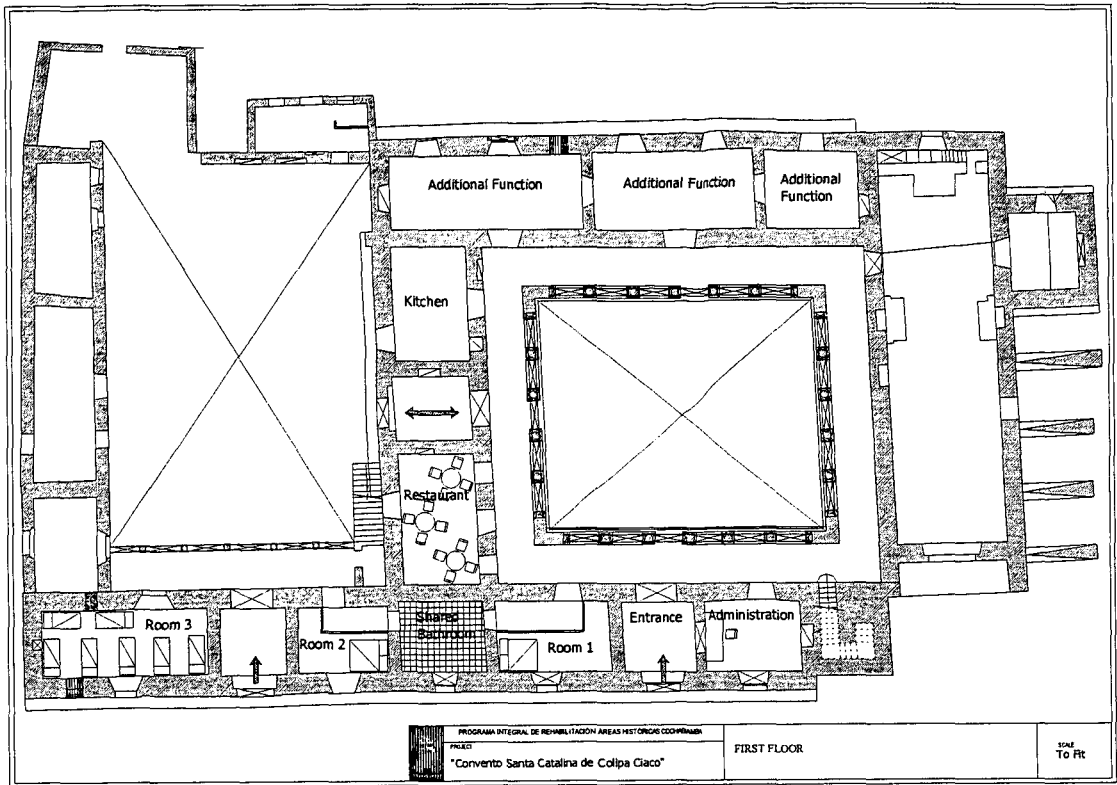 Additional Function
Additional Function
Additional
Function
Kitchen
Restaurant
Room 3
Room 2
Shared
Bathroom
Room 1
Entrance
Administration
PROGRAMA INTEGRAL DE REHABILITACIÓN AREAS HISTÓRICAS COCHABAMBA
PROJECT
"Convento Santa Catalina de Collpa Ciaco"
FIRST FLOOR
SCALE
To Fit